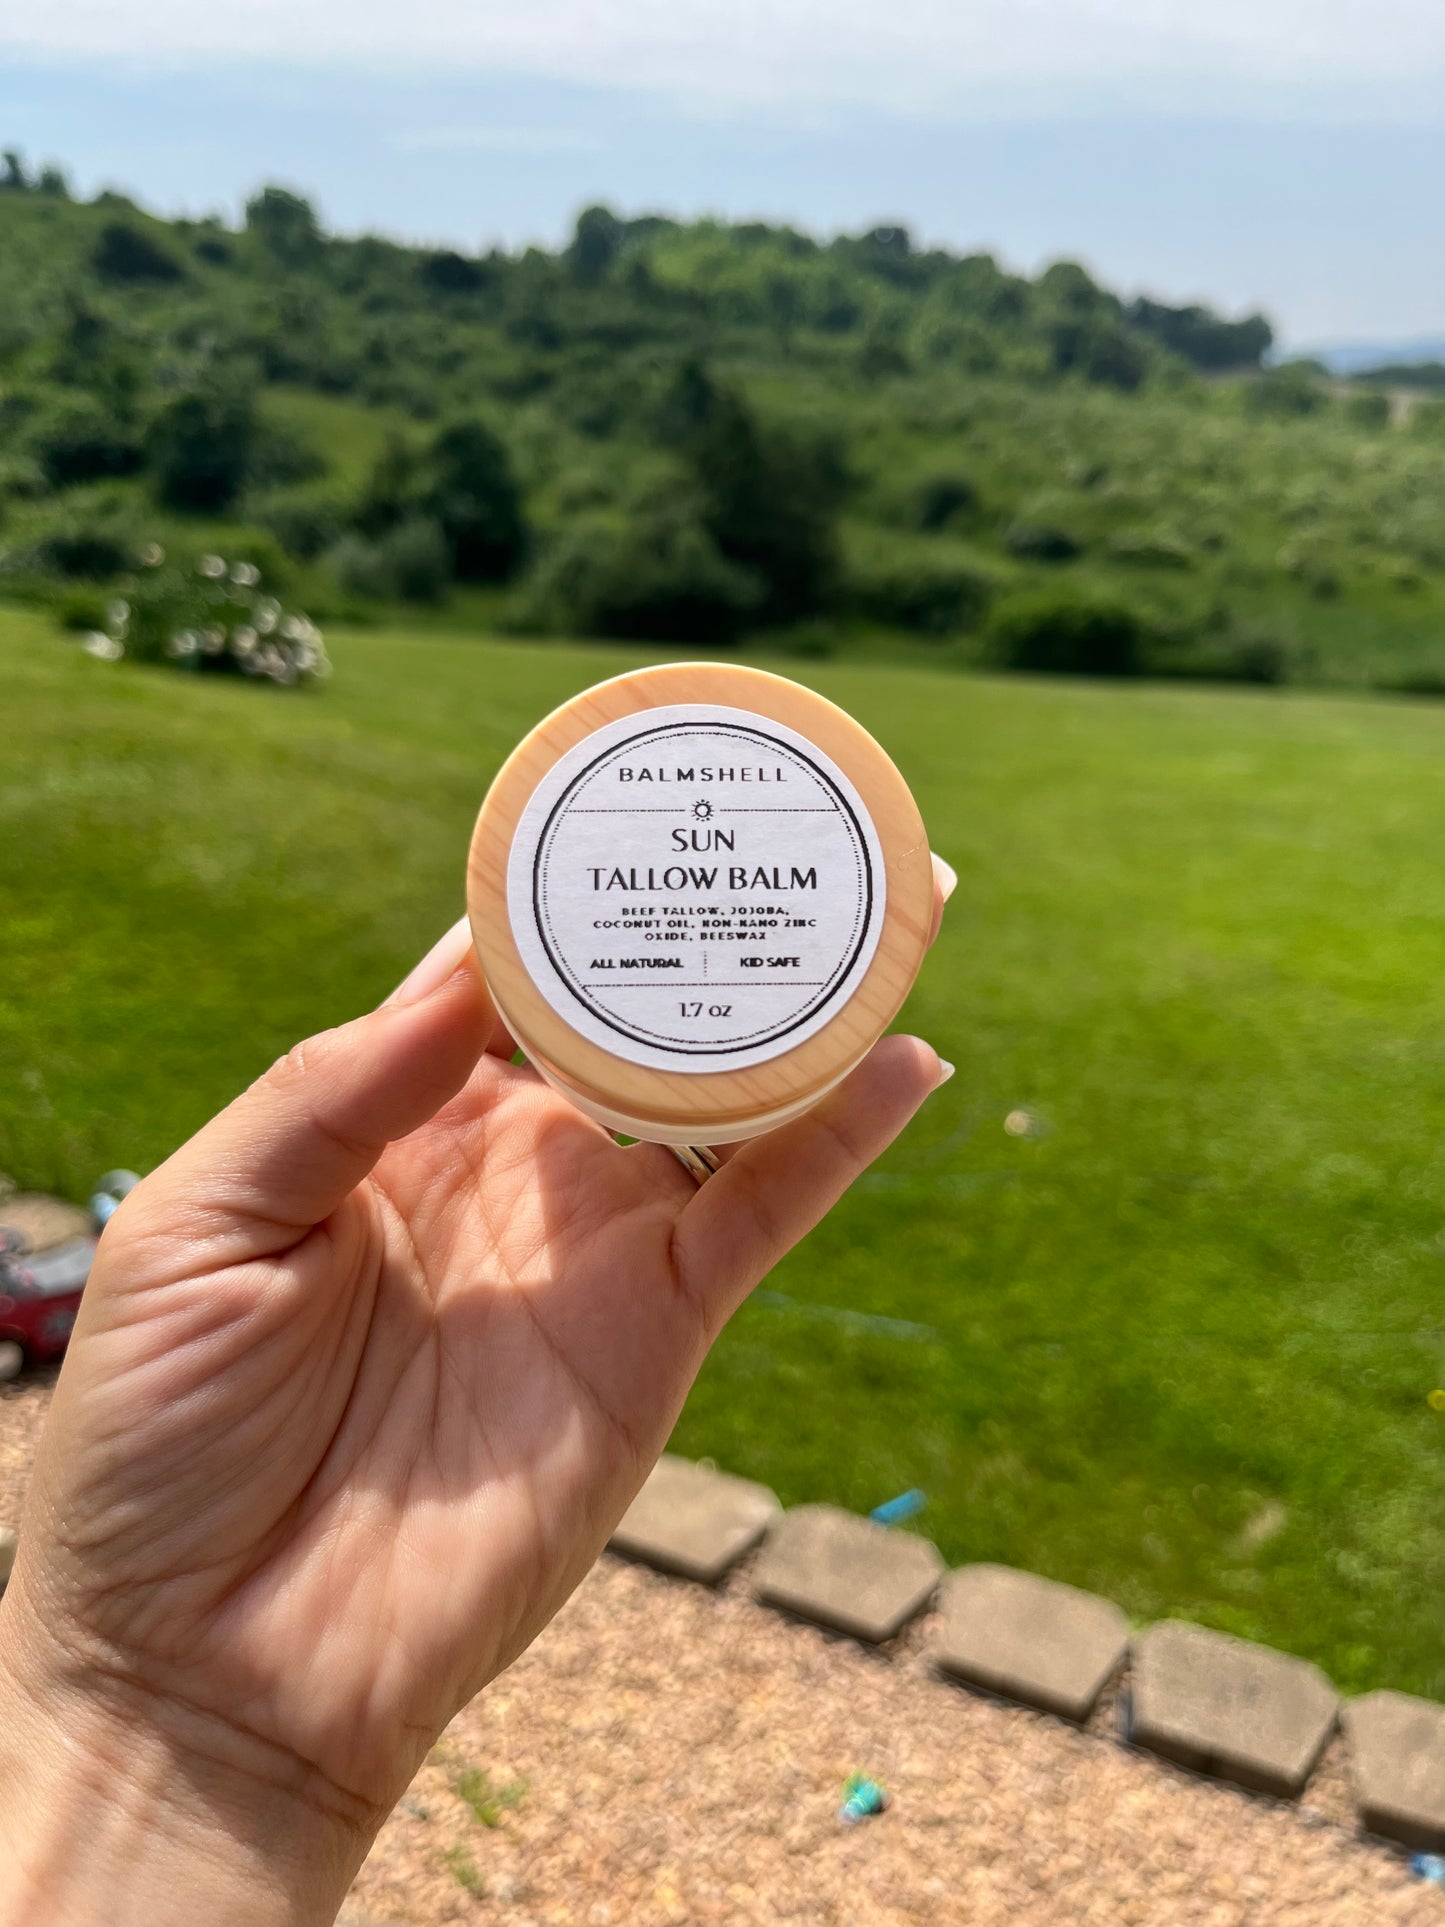 BALMSHELL
SUN
TALLOW BALM
BEEF TALLOW, JOJOBA,
COCONUT OIL, NON-NANO ZINC
OXIDE, BEESWAX
ALL NATURAL KID SAFE
1.7 oz